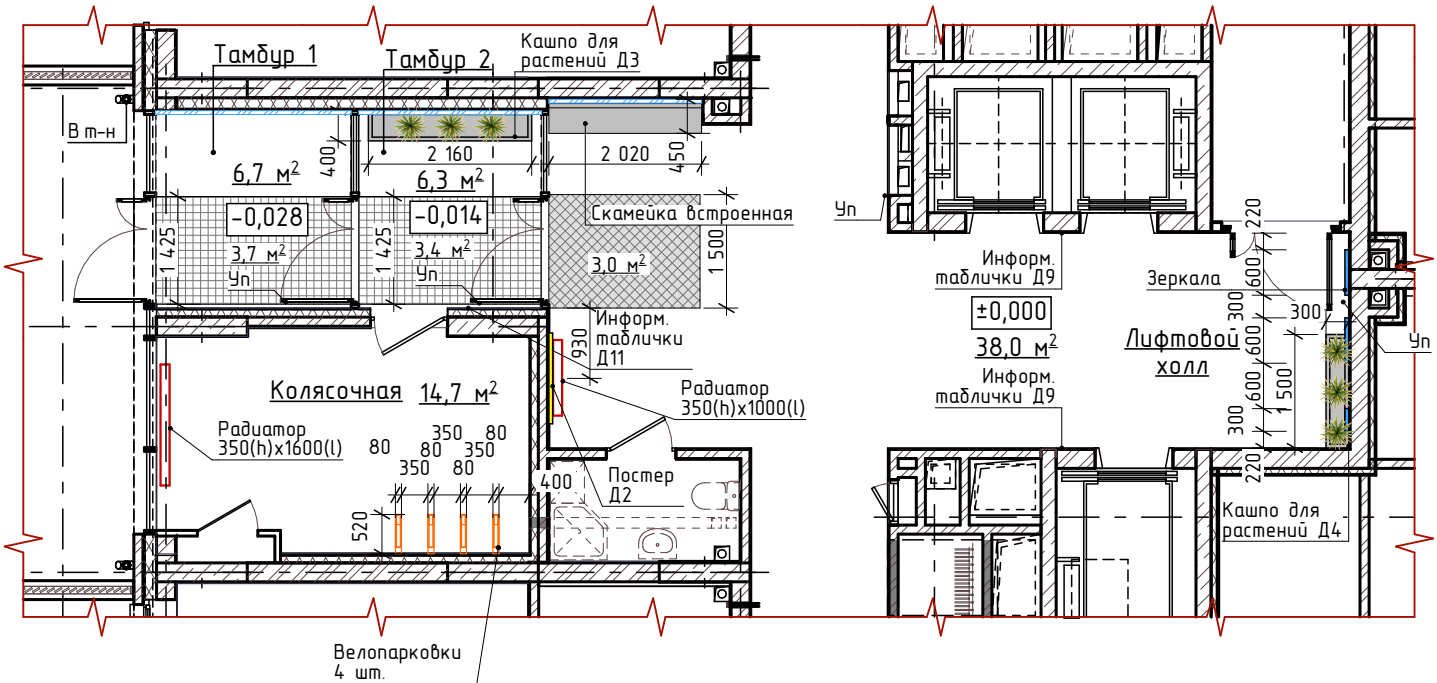 Тамбур 1
Тамбур 2
Кашпо для
растений Д3
В т-н
400
2 160
2 020
450
6,7 м²
6,3 м²
-0,028
-0,014
Скамейка встроенная
1 425
3,7 м²
1 425
3,4 м²
3,0 м²
1 500
Уп
Уп
Уп
Информ.
таблички
Д11
930
Информ.
таблички Д9
±0,000
38,0 м²
Информ.
таблички Д9
Лифтовой
холл
Зеркала
220
600
300
600
600
300
220
300
1 500
Уп
Колясочная 14,7 м²
Радиатор
350(h)x1000(l)
Радиатор
350(h)x1600(l)
80
350
80
80
350
350
80
400
520
Постер
Д2
Кашпо для
растений Д4
Велопарковки
4 шт.